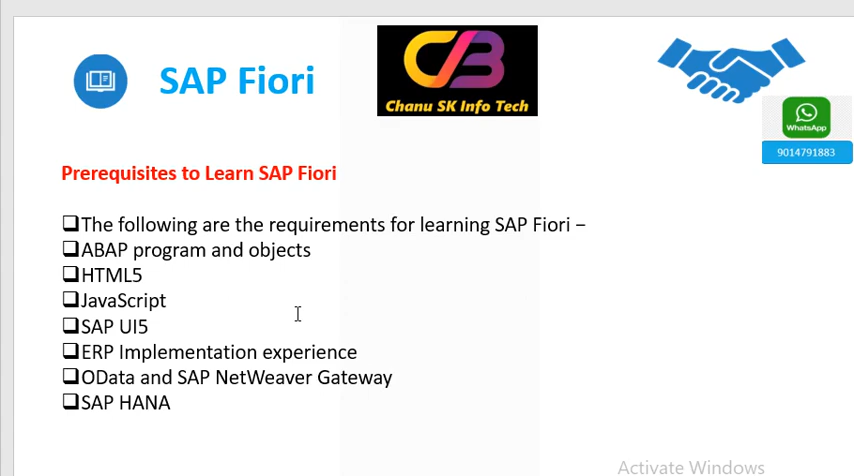 SAP Fiori
Chanu SK Info Tech
WhatsApp
9014791883
Prerequisites to Learn SAP Fiori
The following are the requirements for learning SAP Fiori –
ABAP program and objects
HTML5
JavaScript
SAP UI5
ERP Implementation experience
OData and SAP NetWeaver Gateway
SAP HANA
Activate Windows